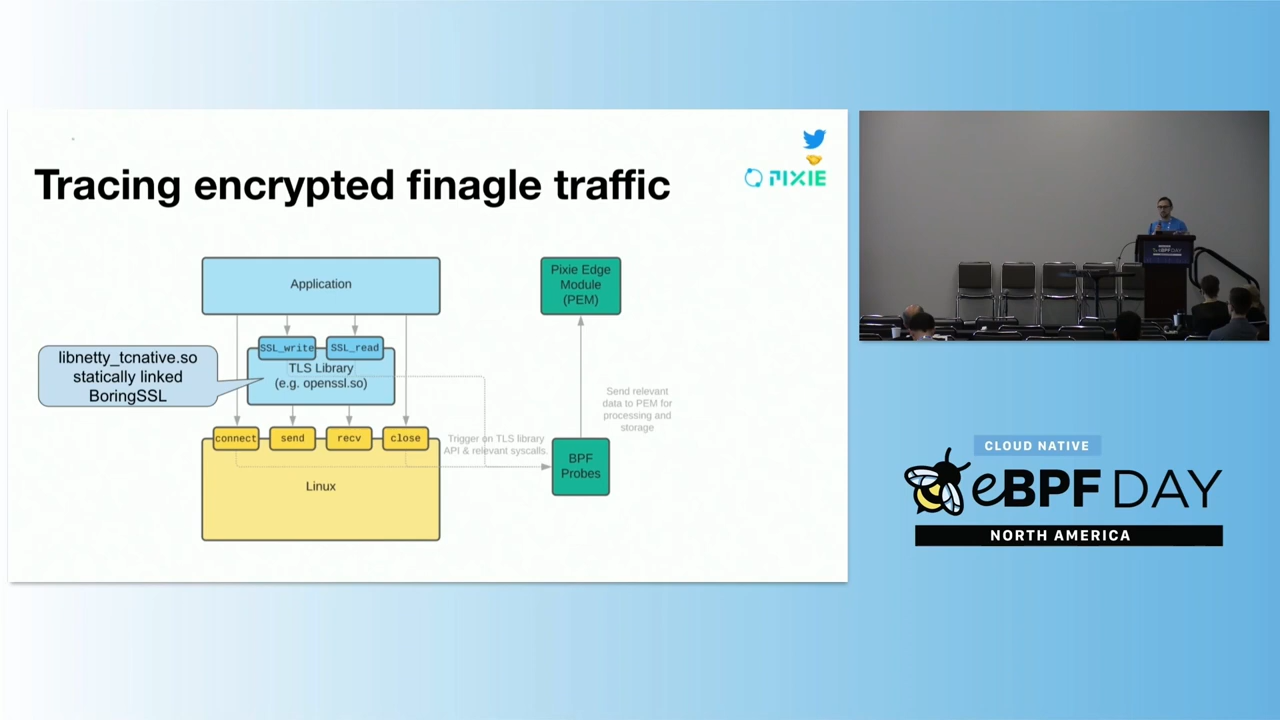 Tracing encrypted finagle traffic
PIXIE
Application
Pixie Edge
Module
(PEM)
SSL_write
SSL_read
TLS Library
(e.g. openssl.so)
libnetty_tcnative.so
statically linked
BoringSSL
Send relevant
data to PEM for
processing and
storage
connect
send
recv
close
Trigger on TLS library
API & relevant syscalls.
BPF
Probes
Linux
CLOUD NATIVE
eBPF DAY
NORTH AMERICA
eBPF DAY